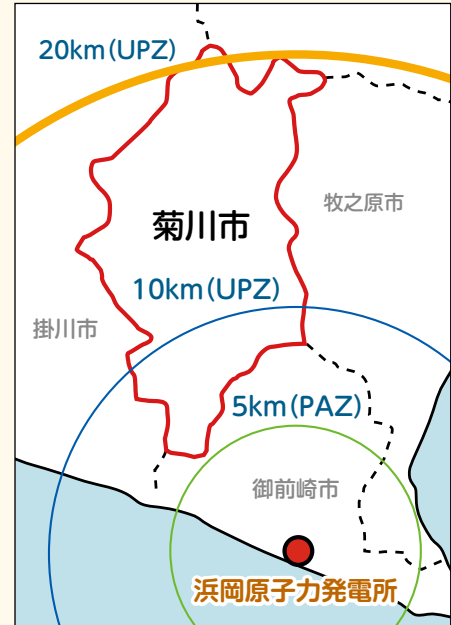 20km(UPZ)
牧之原市
菊川市
10km(UPZ)
掛川市
5km(PAZ)
御前崎市
浜岡原子力発電所